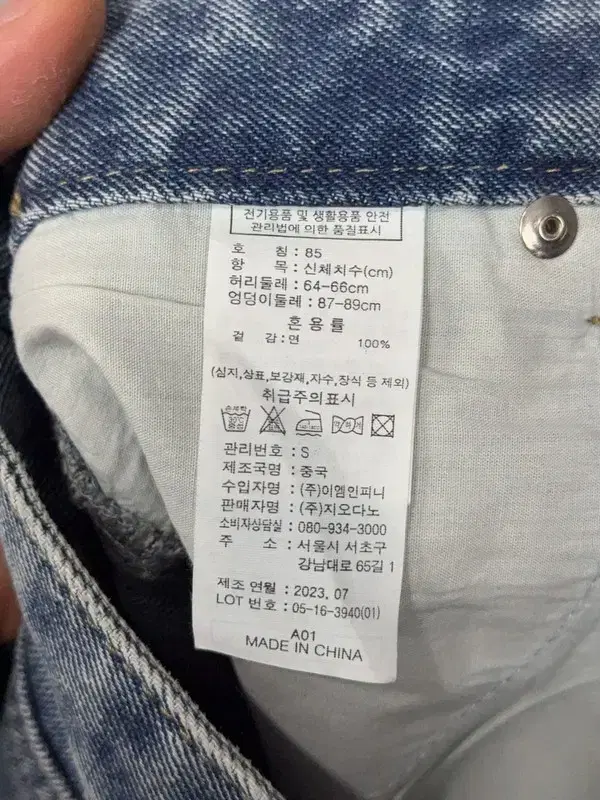 전기용품 및 생활용품 안전
관리법에 의한 품질표시
호 칭 : 85
항 목 : 신체치수(cm)
허리둘레 : 64-66cm
엉덩이둘레 : 87-89cm
혼 용 률
겉 감 : 면 100%
(심지,상표,보강재,자수,장식 등 제외)
취급주의표시
손세탁
30℃
중성
관리번호 : S
제조국명 : 중국
수입자명 : (주)이엠인피니
판매자명 : (주)지오다노
소비자상담실 : 080-934-3000
주 소 : 서울시 서초구
강남대로 65길 1
제조 연월 : 2023. 07
LOT 번호 : 05-16-3940(01)
A01
MADE IN CHINA